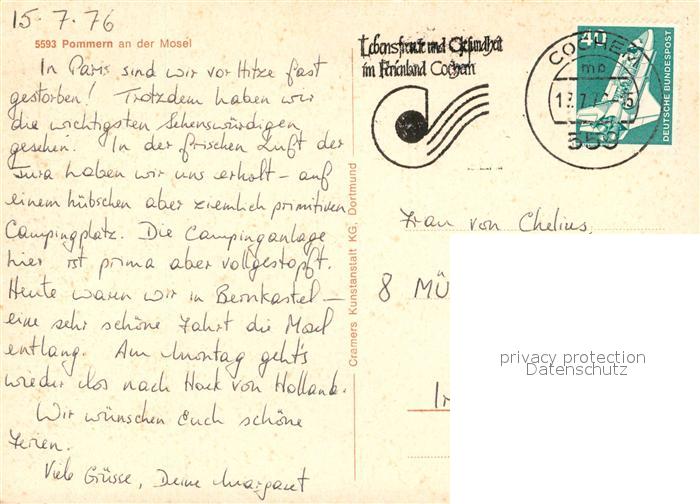 15.7.76
5593 Pommern an der Mosel
In Paris sind wir vor Hitze fast
gestorben! Trotzdem haben wir
die wichtigsten Sehenswürdigen
gesehen. In der frischen Luft der
Jura haben wir uns erholt – auf
einem hübschen aber ziemlich primitiven
Campingplatz. Die Campinganlage
hier ist prima aber vollgestopft.
Heute waren wir in Bernkastel –
eine sehr schöne Fahrt die Mosel
entlang. Am Montag geht's
wieder los nach Hoek von Holland.
Wir wünschen Euch schöne
Ferien.
Viele Grüsse, Deine Margaret
Cramers Kunstanstalt KG, Dortmund
Lebensfreude und Gesundheit
im Ferienland Cochem
COCHEM
mb
559
40
DEUTSCHE BUNDESPOST
Frau von Chelius,
8 MÜ
privacy protection
Datenschutz